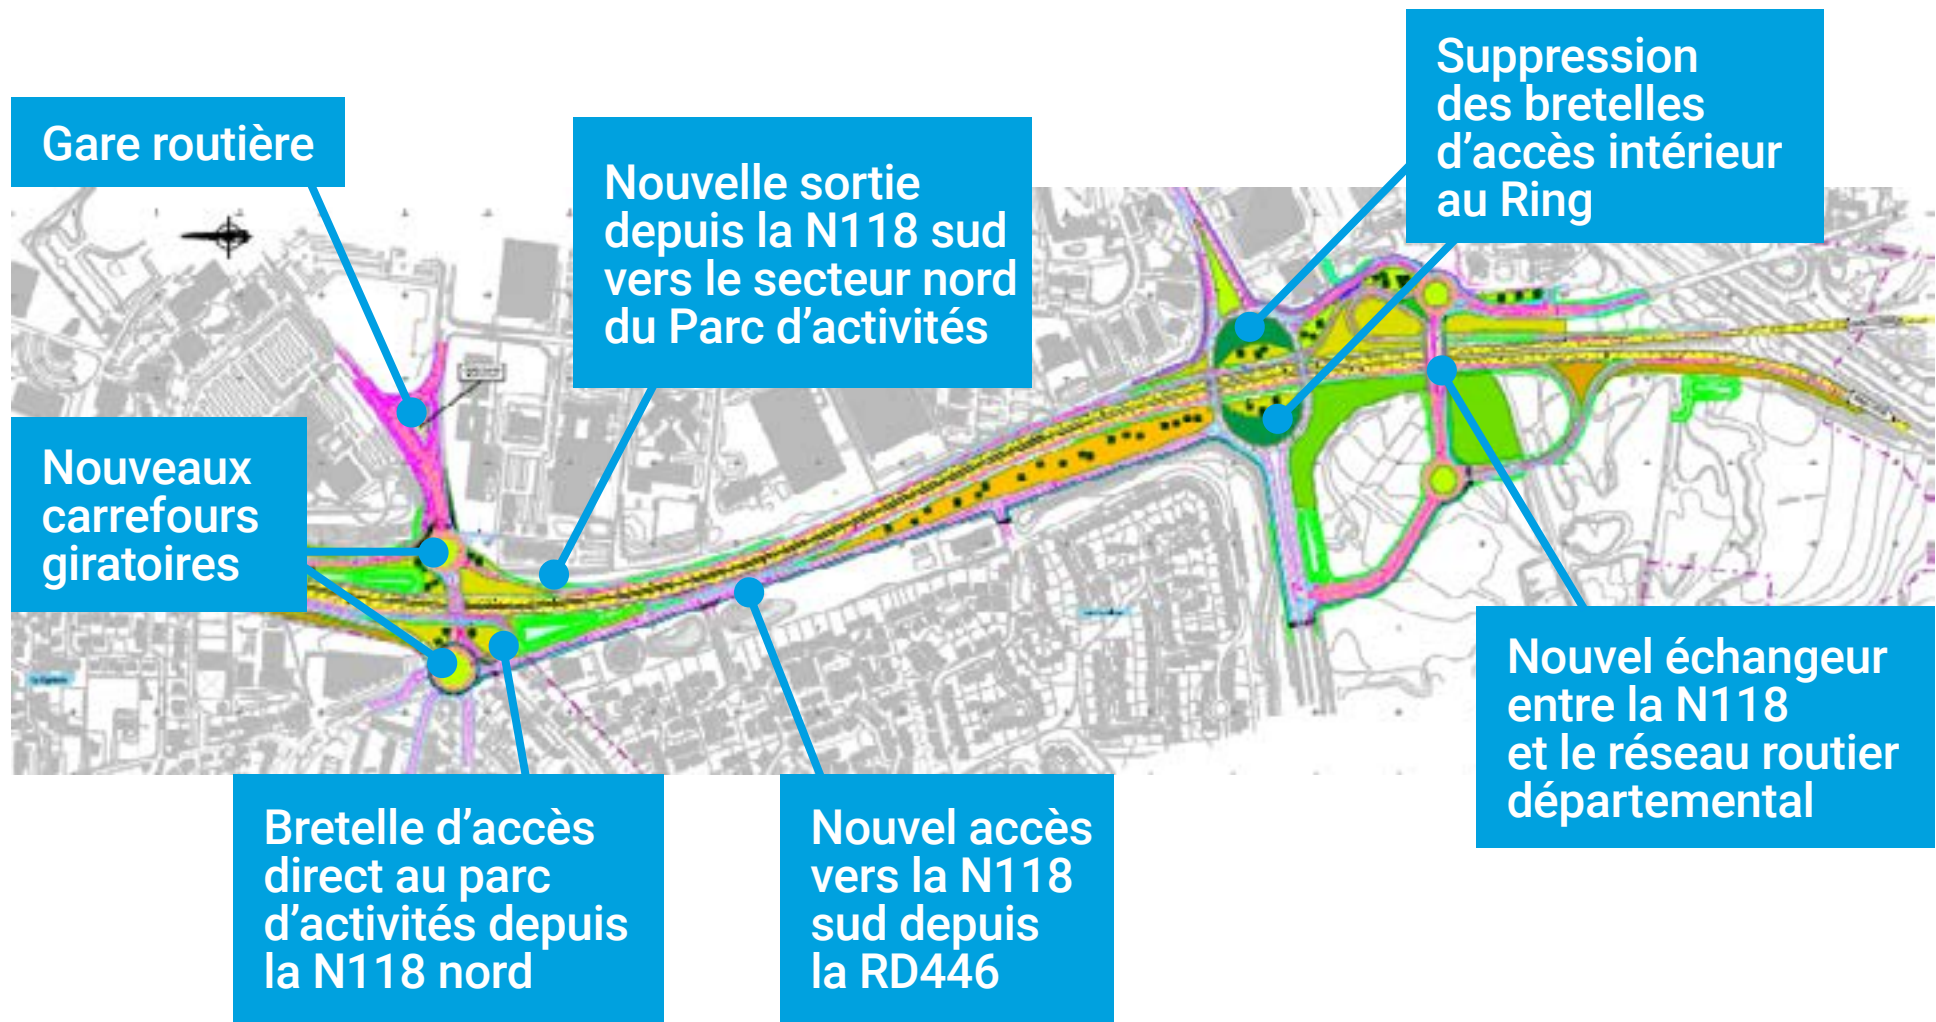 Gare routière
Nouvelle sortie
depuis la N118 sud
vers le secteur nord
du Parc d’activités
Suppression
des bretelles
d’accès intérieur
au Ring
Nouveaux
carrefours
giratoires
Bretelle d’accès
direct au parc
d’activités depuis
la N118 nord
Nouvel accès
vers la N118
sud depuis
la RD446
Nouvel échangeur
entre la N118
et le réseau routier
départemental